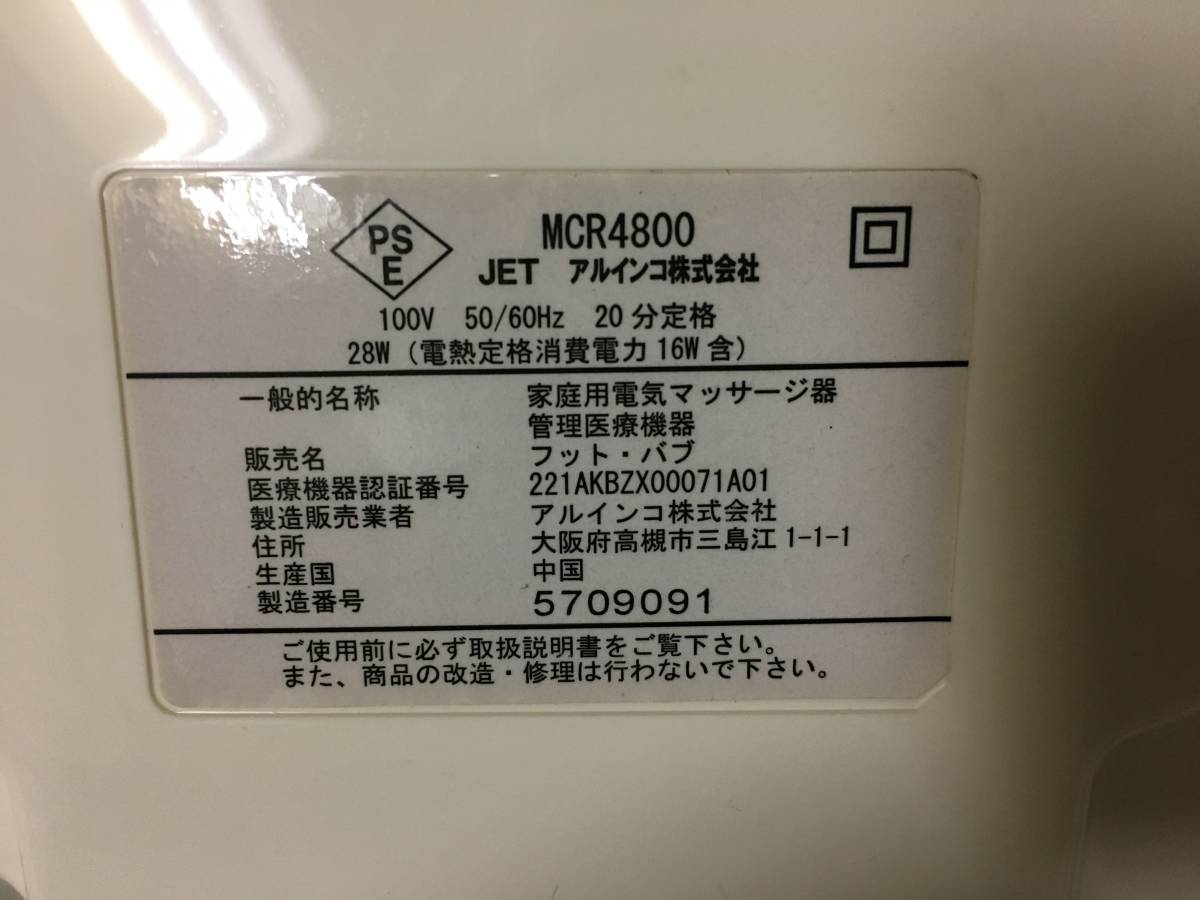 PS
E
MCR4800
JET アルインコ株式会社
100V 50/60Hz 20分定格
28W (電熱定格消費電力16W含)
一般的名称 家庭用電気マッサージ器
管理医療機器
販売名 フット・バブ
医療機器認証番号 221AKBZX00071A01
製造販売業者 アルインコ株式会社
住所 大阪府高槻市三島江1-1-1
生産国 中国
製造番号 5709091
ご使用前に必ず取扱説明書をご覧下さい。
また、商品の改造・修理は行わないで下さい。